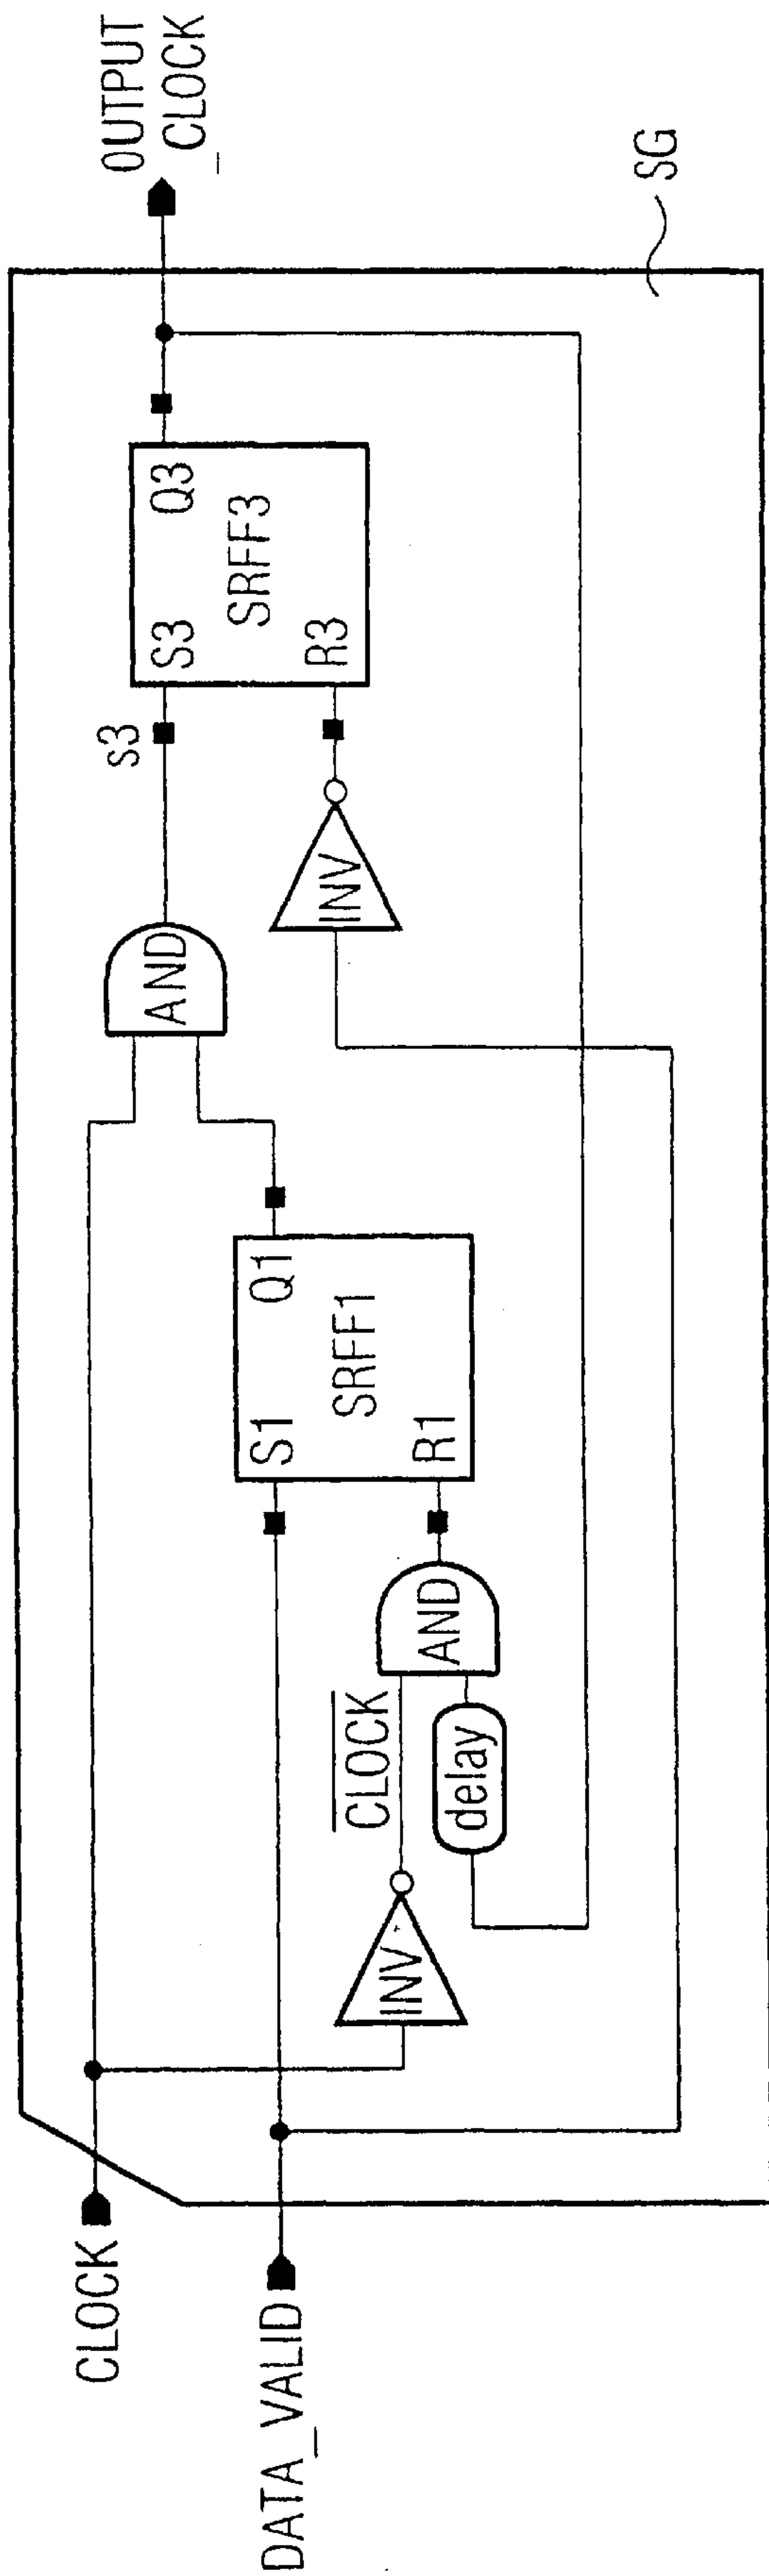 CLOCK
DATA_VALID
INV
CLOCK
delay
AND
S1
R1
SRFF1
Q1
AND
INV
s3
S3
R3
SRFF3
Q3
OUTPUT
_CLOCK
SG